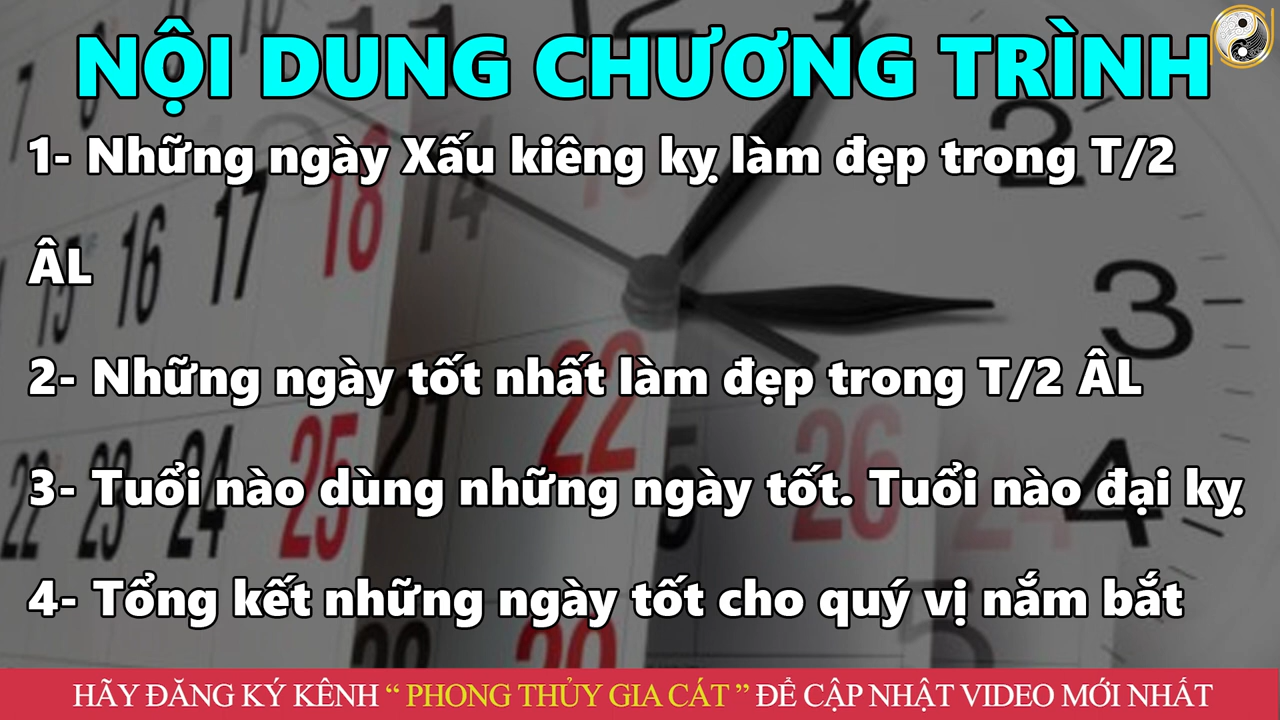 NỘI DUNG CHƯƠNG TRÌNH
1- Những ngày Xấu kiêng kỵ làm đẹp trong T/2
ÂL
2- Những ngày tốt nhất làm đẹp trong T/2 ÂL
3- Tuổi nào dùng những ngày tốt. Tuổi nào đại kỵ
4- Tổng kết những ngày tốt cho quý vị nắm bắt
HÃY ĐĂNG KÝ KÊNH “ PHONG THỦY GIA CÁT ” ĐỂ CẬP NHẬT VIDEO MỚI NHẤT